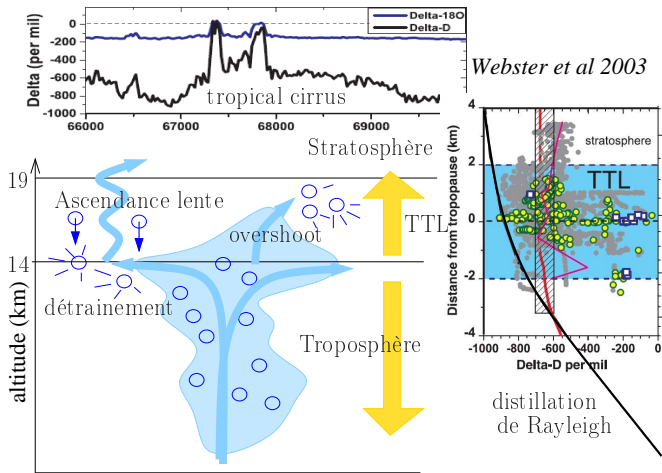 Delta (per mil)
0
-200
-400
-600
-800
-1000
Delta-18O
Delta-D
tropical cirrus
66000 67000 68000 69000
Webster et al 2003
Stratosphère
19
14
altitude (km)
Ascendance lente
overshoot
TTL
détrainement
Troposphère
Distance from tropopause (km)
4
2
0
-2
-4
stratosphere
TTL
-1000 -800 -600 -400 -200 0
Delta-D per mil
distillation
de Rayleigh